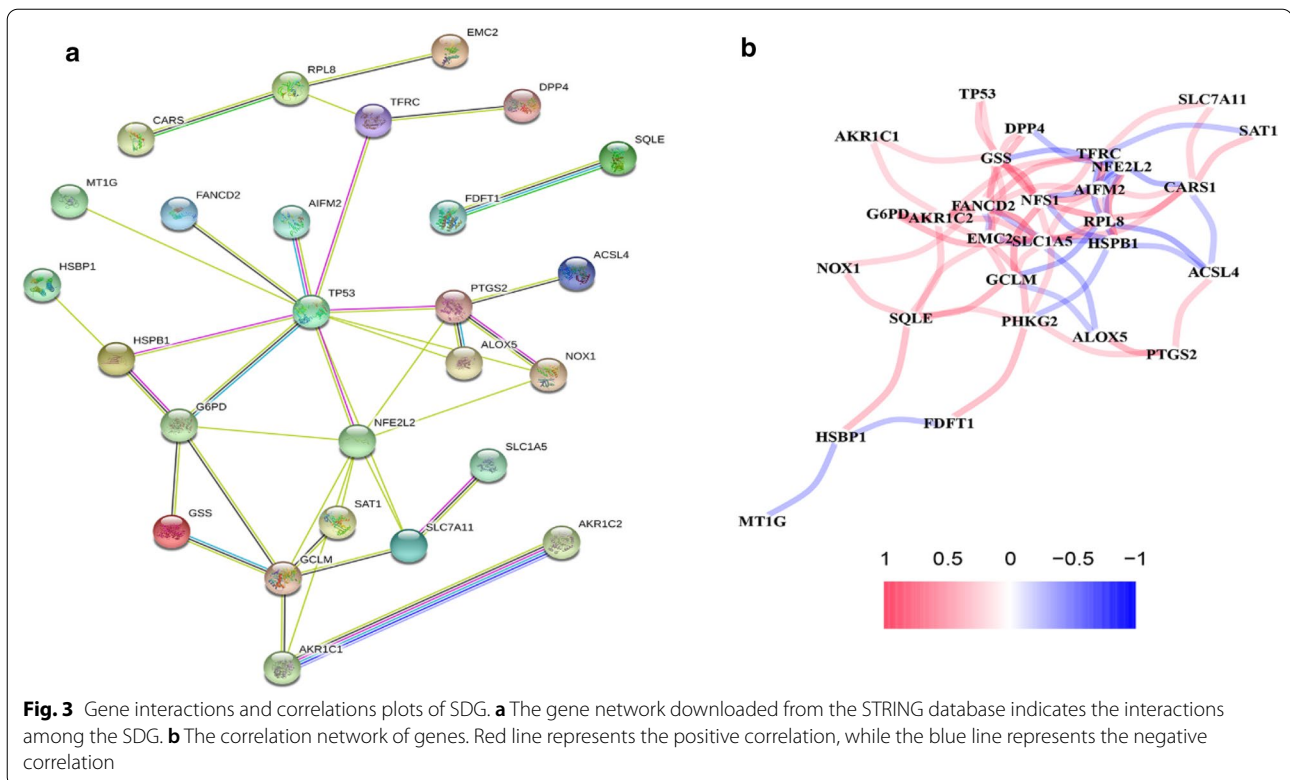 a
EMC2
RPL8
DPP4
TFRC
CARS
SQLE
MT1G
FANCD2
AIFM2
FDFT1
HSBP1
TP53
PTGS2
ACSL4
HSPB1
ALOX5
NOX1
G6PD
NFE2L2
SLC1A5
GSS
SAT1
SLC7A11
AKR1C2
GCLM
AKR1C1
b
TP53
SLC7A11
AKR1C1
DPP4
SAT1
GSS
TFRC
NFE2L2
AIFM2
CARS1
FANCD2
NFS1
G6PD
AKR1C2
RPL8
EMC2
SLC1A5
HSPB1
NOX1
GCLM
ACSL4
SQLE
PHKG2
ALOX5
PTGS2
HSBP1
FDFT1
MT1G
1 0.5 0 −0.5 −1
Fig. 3 Gene interactions and correlations plots of SDG. a The gene network downloaded from the STRING database indicates the interactions
among the SDG. b The correlation network of genes. Red line represents the positive correlation, while the blue line represents the negative
correlation